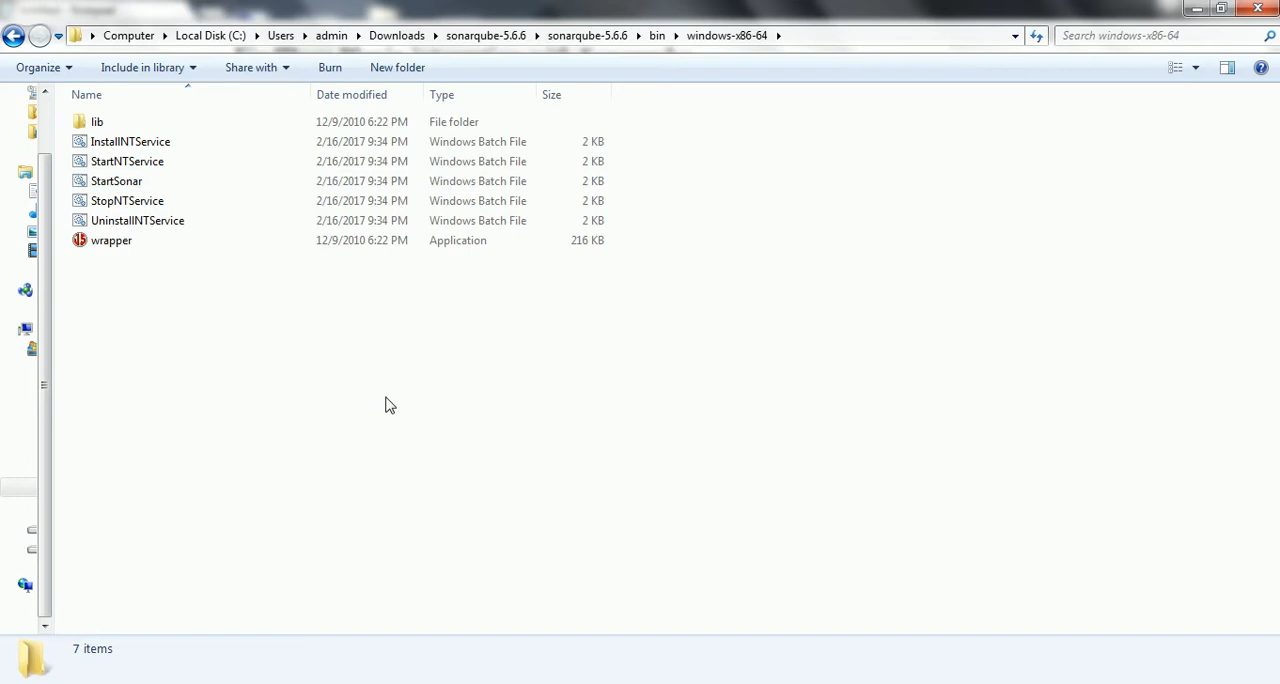 Computer Local Disk (C:) Users admin Downloads sonarqube-5.6.6 sonarqube-5.6.6 bin windows-x86-64 Search windows-x86-64
Organize Include in library Share with Burn New folder
Name Date modified Type Size
lib 12/9/2010 6:22 PM File folder
InstallNTService 2/16/2017 9:34 PM Windows Batch File 2 KB
StartNTService 2/16/2017 9:34 PM Windows Batch File 2 KB
StartSonar 2/16/2017 9:34 PM Windows Batch File 2 KB
StopNTService 2/16/2017 9:34 PM Windows Batch File 2 KB
UninstallNTService 2/16/2017 9:34 PM Windows Batch File 2 KB
wrapper 12/9/2010 6:22 PM Application 216 KB
7 items